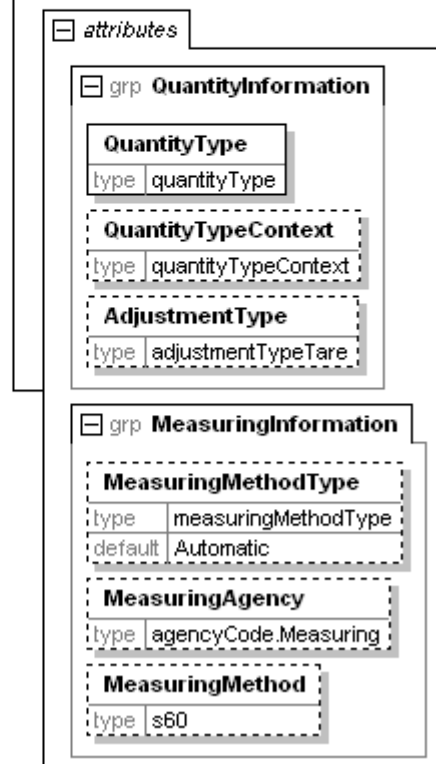 attributes
grp QuantityInformation
QuantityType
type quantityType
QuantityTypeContext
type quantityTypeContext
AdjustmentType
type adjustmentTypeTare
grp MeasuringInformation
MeasuringMethodType
type measuringMethodType
default Automatic
MeasuringAgency
type agencyCode.Measuring
MeasuringMethod
type s60